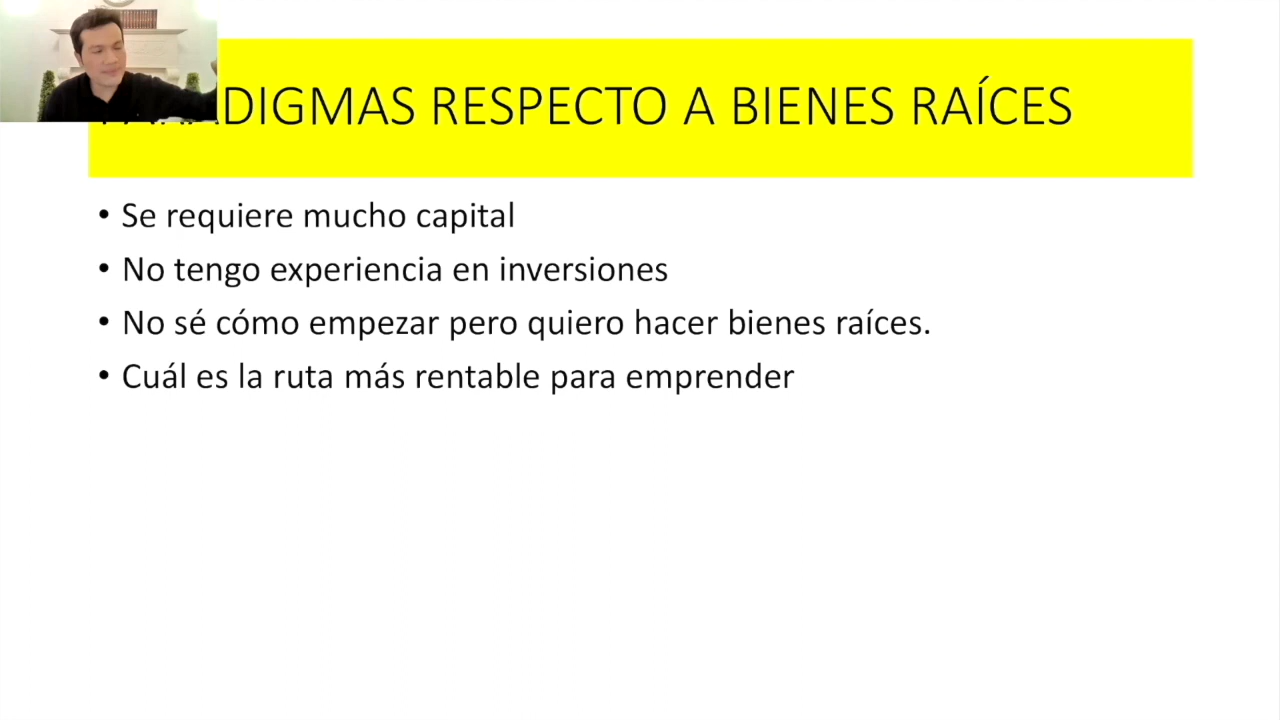 PARADIGMAS RESPECTO A BIENES RAÍCES
• Se requiere mucho capital
• No tengo experiencia en inversiones
• No sé cómo empezar pero quiero hacer bienes raíces.
• Cuál es la ruta más rentable para emprender